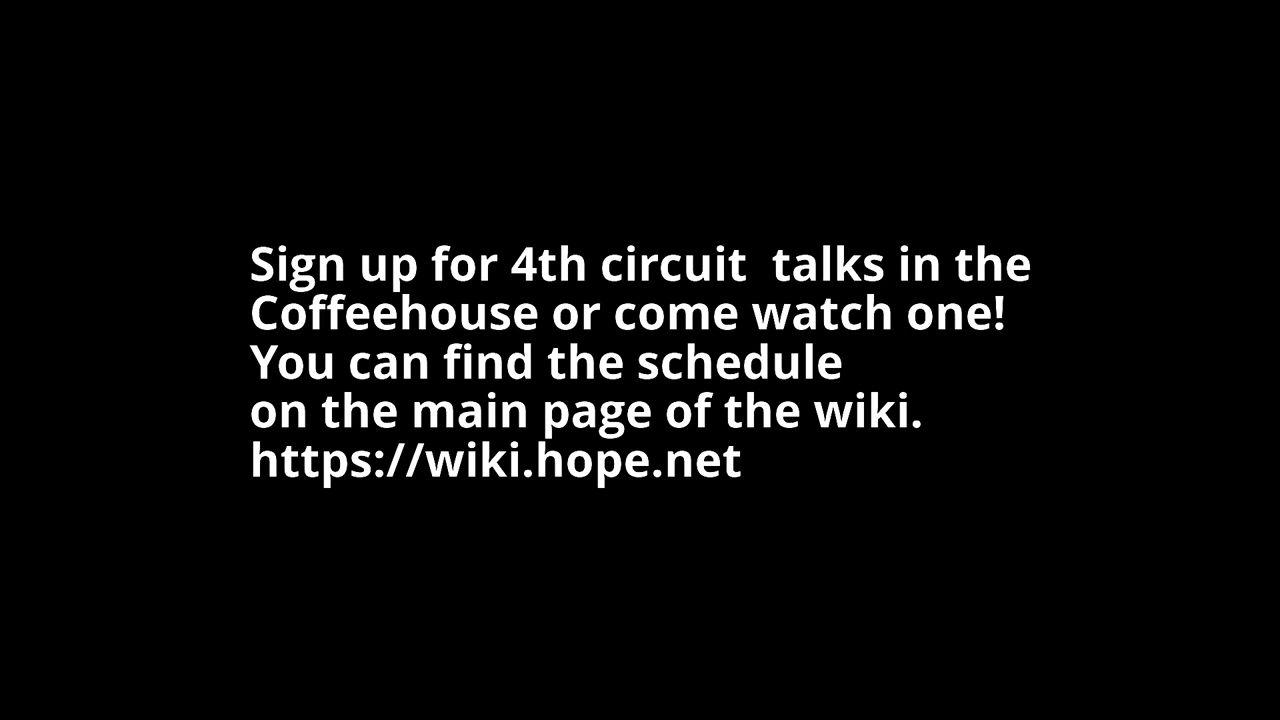 Sign up for 4th circuit  talks in the
Coffeehouse or come watch one!
You can find the schedule
on the main page of the wiki.
https://wiki.hope.net